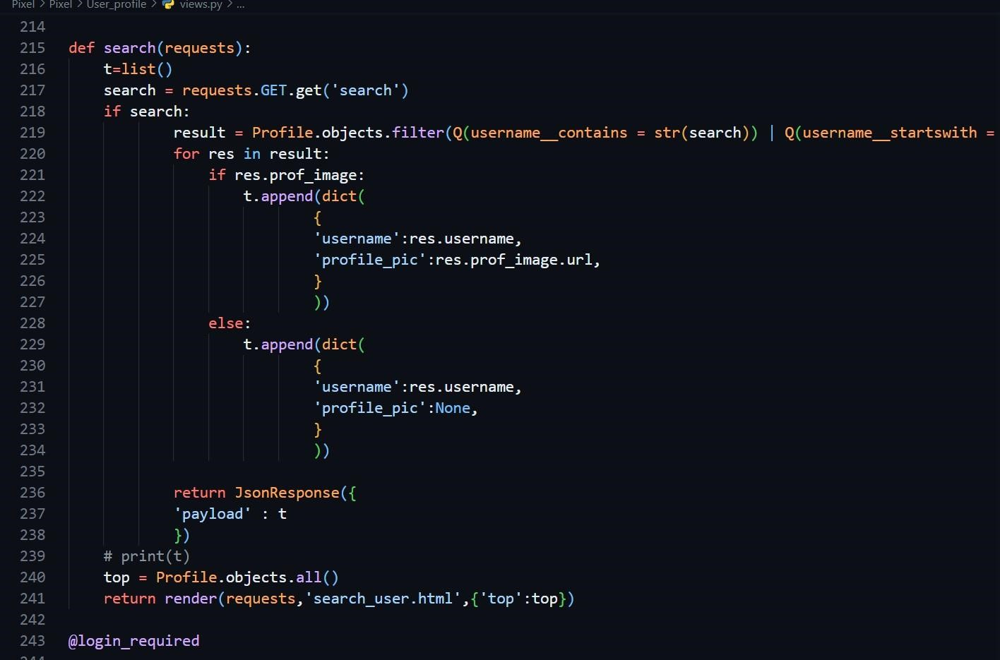 Pixel > Pixel > User_profile > views.py > ...
214
215 def search(requests):
216     t=list()
217     search = requests.GET.get('search')
218     if search:
219             result = Profile.objects.filter(Q(username__contains = str(search)) | Q(username__startswith =
220             for res in result:
221                 if res.prof_image:
222                     t.append(dict(
223                             {
224                             'username':res.username,
225                             'profile_pic':res.prof_image.url,
226                             }
227                             ))
228                 else:
229                     t.append(dict(
230                             {
231                             'username':res.username,
232                             'profile_pic':None,
233                             }
234                             ))
235
236             return JsonResponse({
237             'payload' : t
238             })
239     # print(t)
240     top = Profile.objects.all()
241     return render(requests,'search_user.html',{'top':top})
242
243 @login_required